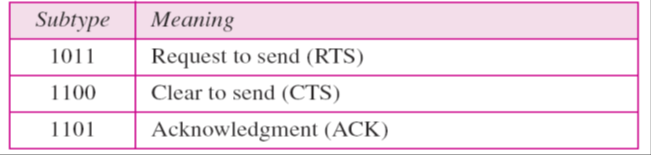 Subtype Meaning
1011 Request to send (RTS)
1100 Clear to send (CTS)
1101 Acknowledgment (ACK)